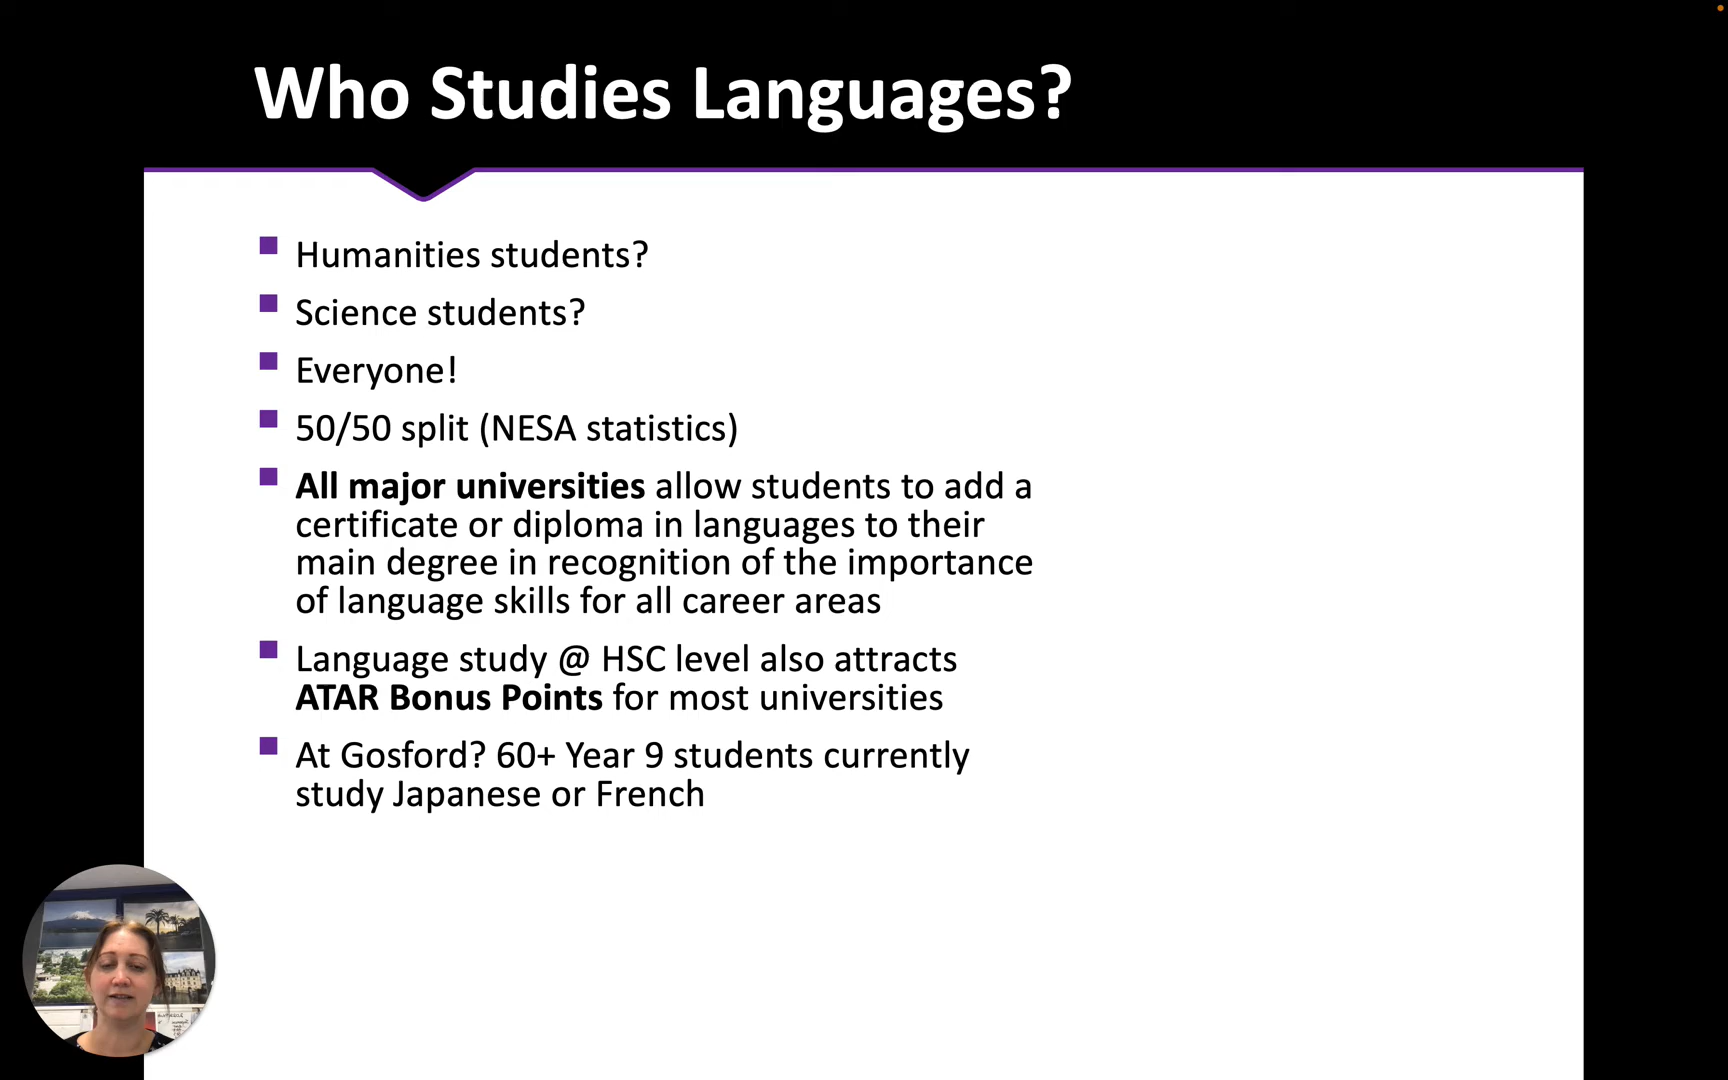 Who Studies Languages?
Humanities students?
Science students?
Everyone!
50/50 split (NESA statistics)
All major universities allow students to add a
certificate or diploma in languages to their
main degree in recognition of the importance
of language skills for all career areas
Language study @ HSC level also attracts
ATAR Bonus Points for most universities
At Gosford? 60+ Year 9 students currently
study Japanese or French